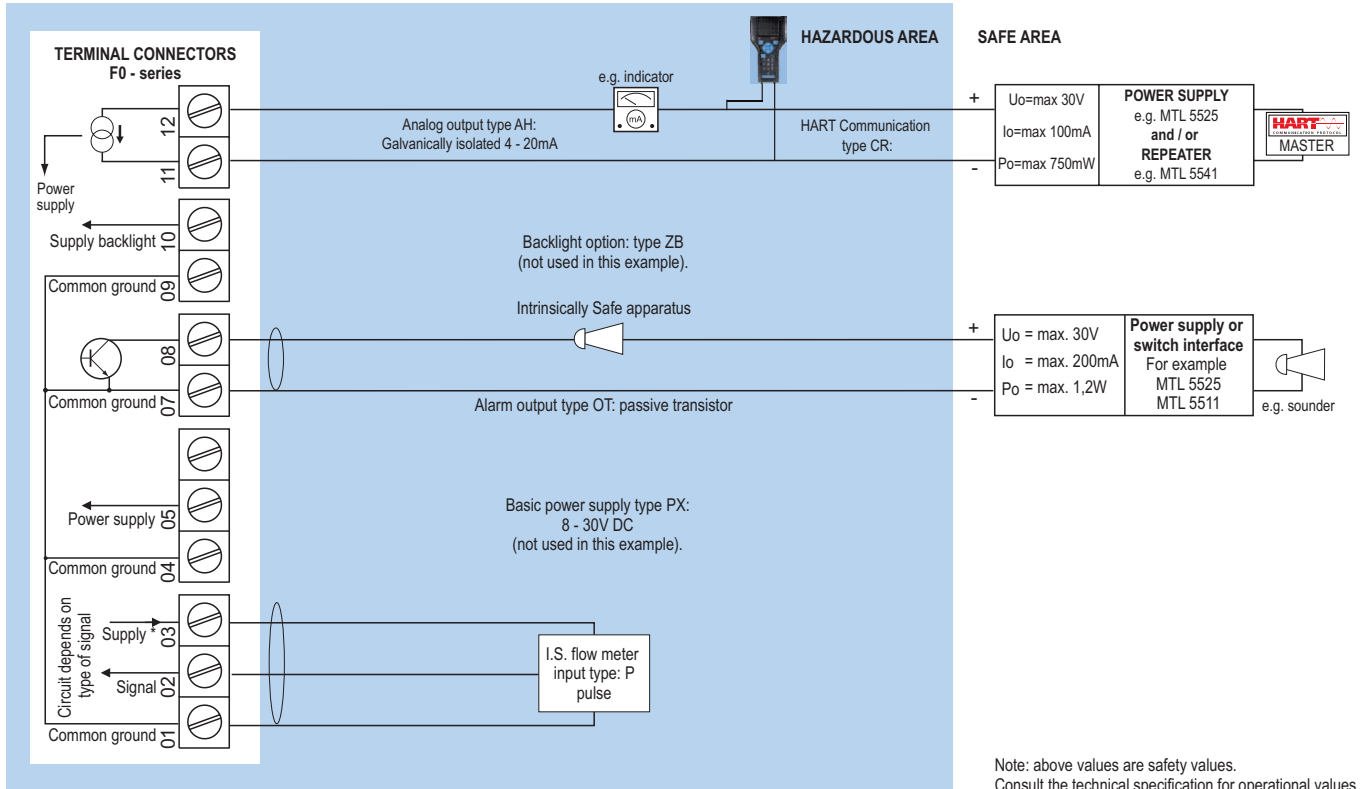 HAZARDOUS AREA
SAFE AREA
TERMINAL CONNECTORS
F0 - series
12
11
Power
supply
e.g. indicator
mA
Analog output type AH:
Galvanically isolated 4 - 20mA
HART Communication
type CR:
+
-
Uo=max 30V
Io=max 100mA
Po=max 750mW
POWER SUPPLY
e.g. MTL 5525
and / or
REPEATER
e.g. MTL 5541
HART
COMMUNICATION PROTOCOL
MASTER
Supply backlight
10
Common ground
09
Backlight option: type ZB
(not used in this example).
08
Common ground
07
Intrinsically Safe apparatus
Alarm output type OT: passive transistor
+
-
Uo = max. 30V
Io = max. 200mA
Po = max. 1,2W
Power supply or
switch interface
For example
MTL 5525
MTL 5511
e.g. sounder
Power supply
05
Common ground
04
Basic power supply type PX:
8 - 30V DC
(not used in this example).
Circuit depends on
type of signal
Supply *
03
Signal
02
Common ground
01
I.S. flow meter
input type: P
pulse
Note: above values are safety values.
Consult the technical specification for operational values